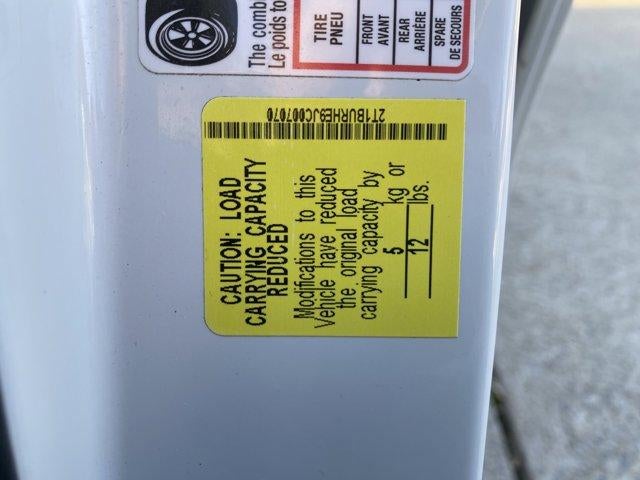 The comb
Le poids to
TIRE
PNEU
FRONT
AVANT
REAR
ARRIÈRE
SPARE
DE SECOURS
CAUTION: LOAD
CARRYING CAPACITY
REDUCED
Modifications to this
Vehicle have reduced
the original load
carrying capacity by
5 kg or
12 lbs.
2T1BURHE9JC007070